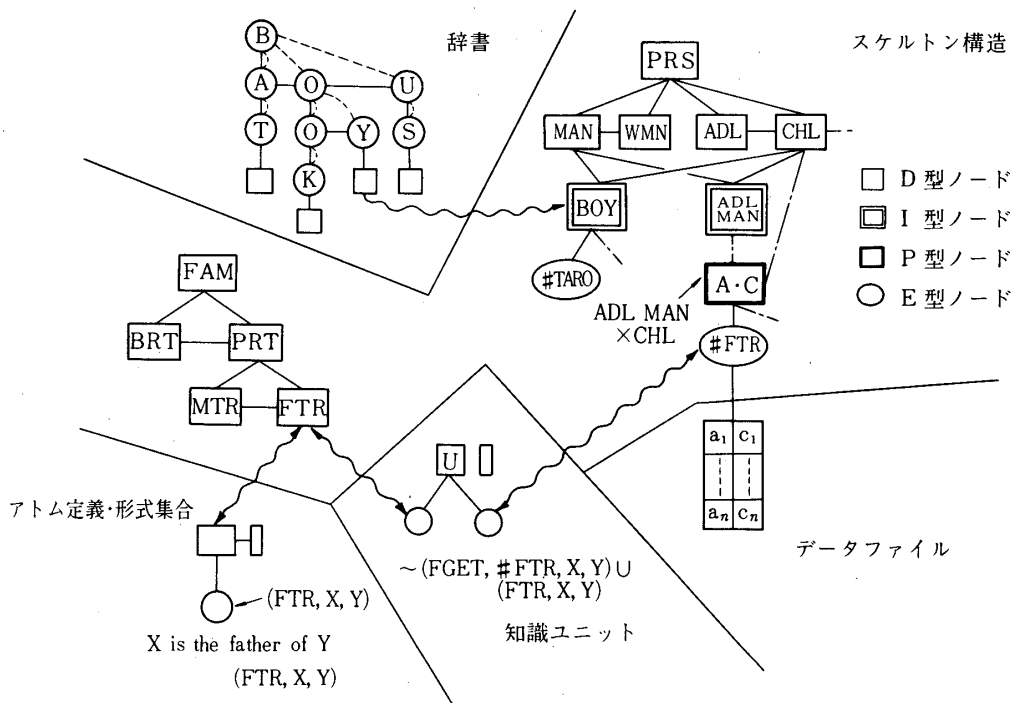 辞書
B
A O U
T O Y S
K
スケルトン構造
PRS
MAN WMN ADL CHL
BOY
ADL
MAN
#TARO
A・C
ADL MAN
×CHL
#FTR
□ D型ノード
I型ノード
P型ノード
○ E型ノード
FAM
BRT PRT
MTR FTR
アトム定義・形式集合
(FTR, X, Y)
X is the father of Y
(FTR, X, Y)
U
~(FGET, #FTR, X, Y)∪
(FTR, X, Y)
知識ユニット
a₁ c₁
aₙ cₙ
データファイル